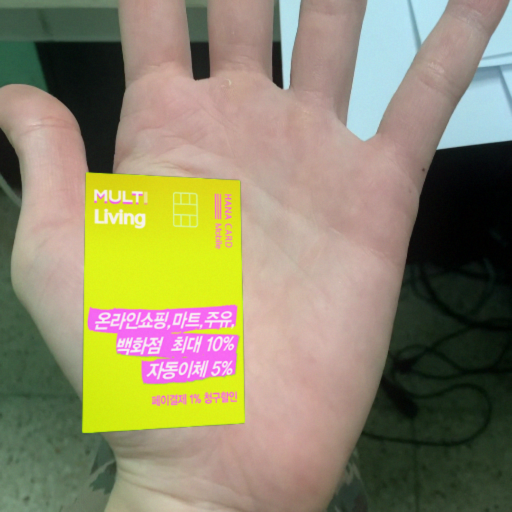 MULTI
Living
HANA CARD
Mobile
온라인쇼핑, 마트, 주유,
백화점 최대 10%
자동이체 5%
페이결제 1% 청구할인